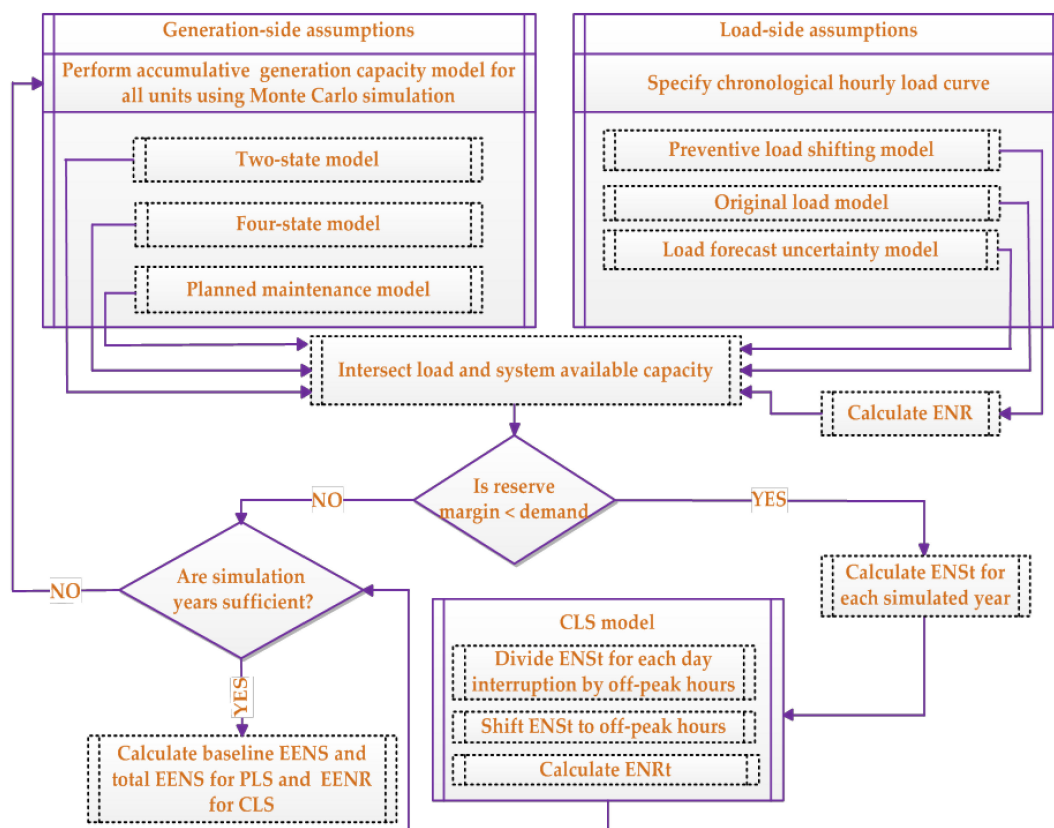 Generation-side assumptions
Perform accumulative generation capacity model for
all units using Monte Carlo simulation
Two-state model
Four-state model
Planned maintenance model
Load-side assumptions
Specify chronological hourly load curve
Preventive load shifting model
Original load model
Load forecast uncertainty model
Intersect load and system available capacity
Calculate ENR
Is reserve
margin < demand
NO
YES
Are simulation
years sufficient?
NO
YES
Calculate ENSt for
each simulated year
CLS model
Divide ENSt for each day
interruption by off-peak hours
Shift ENSt to off-peak hours
Calculate ENRt
Calculate baseline EENS and
total EENS for PLS and EENR
for CLS